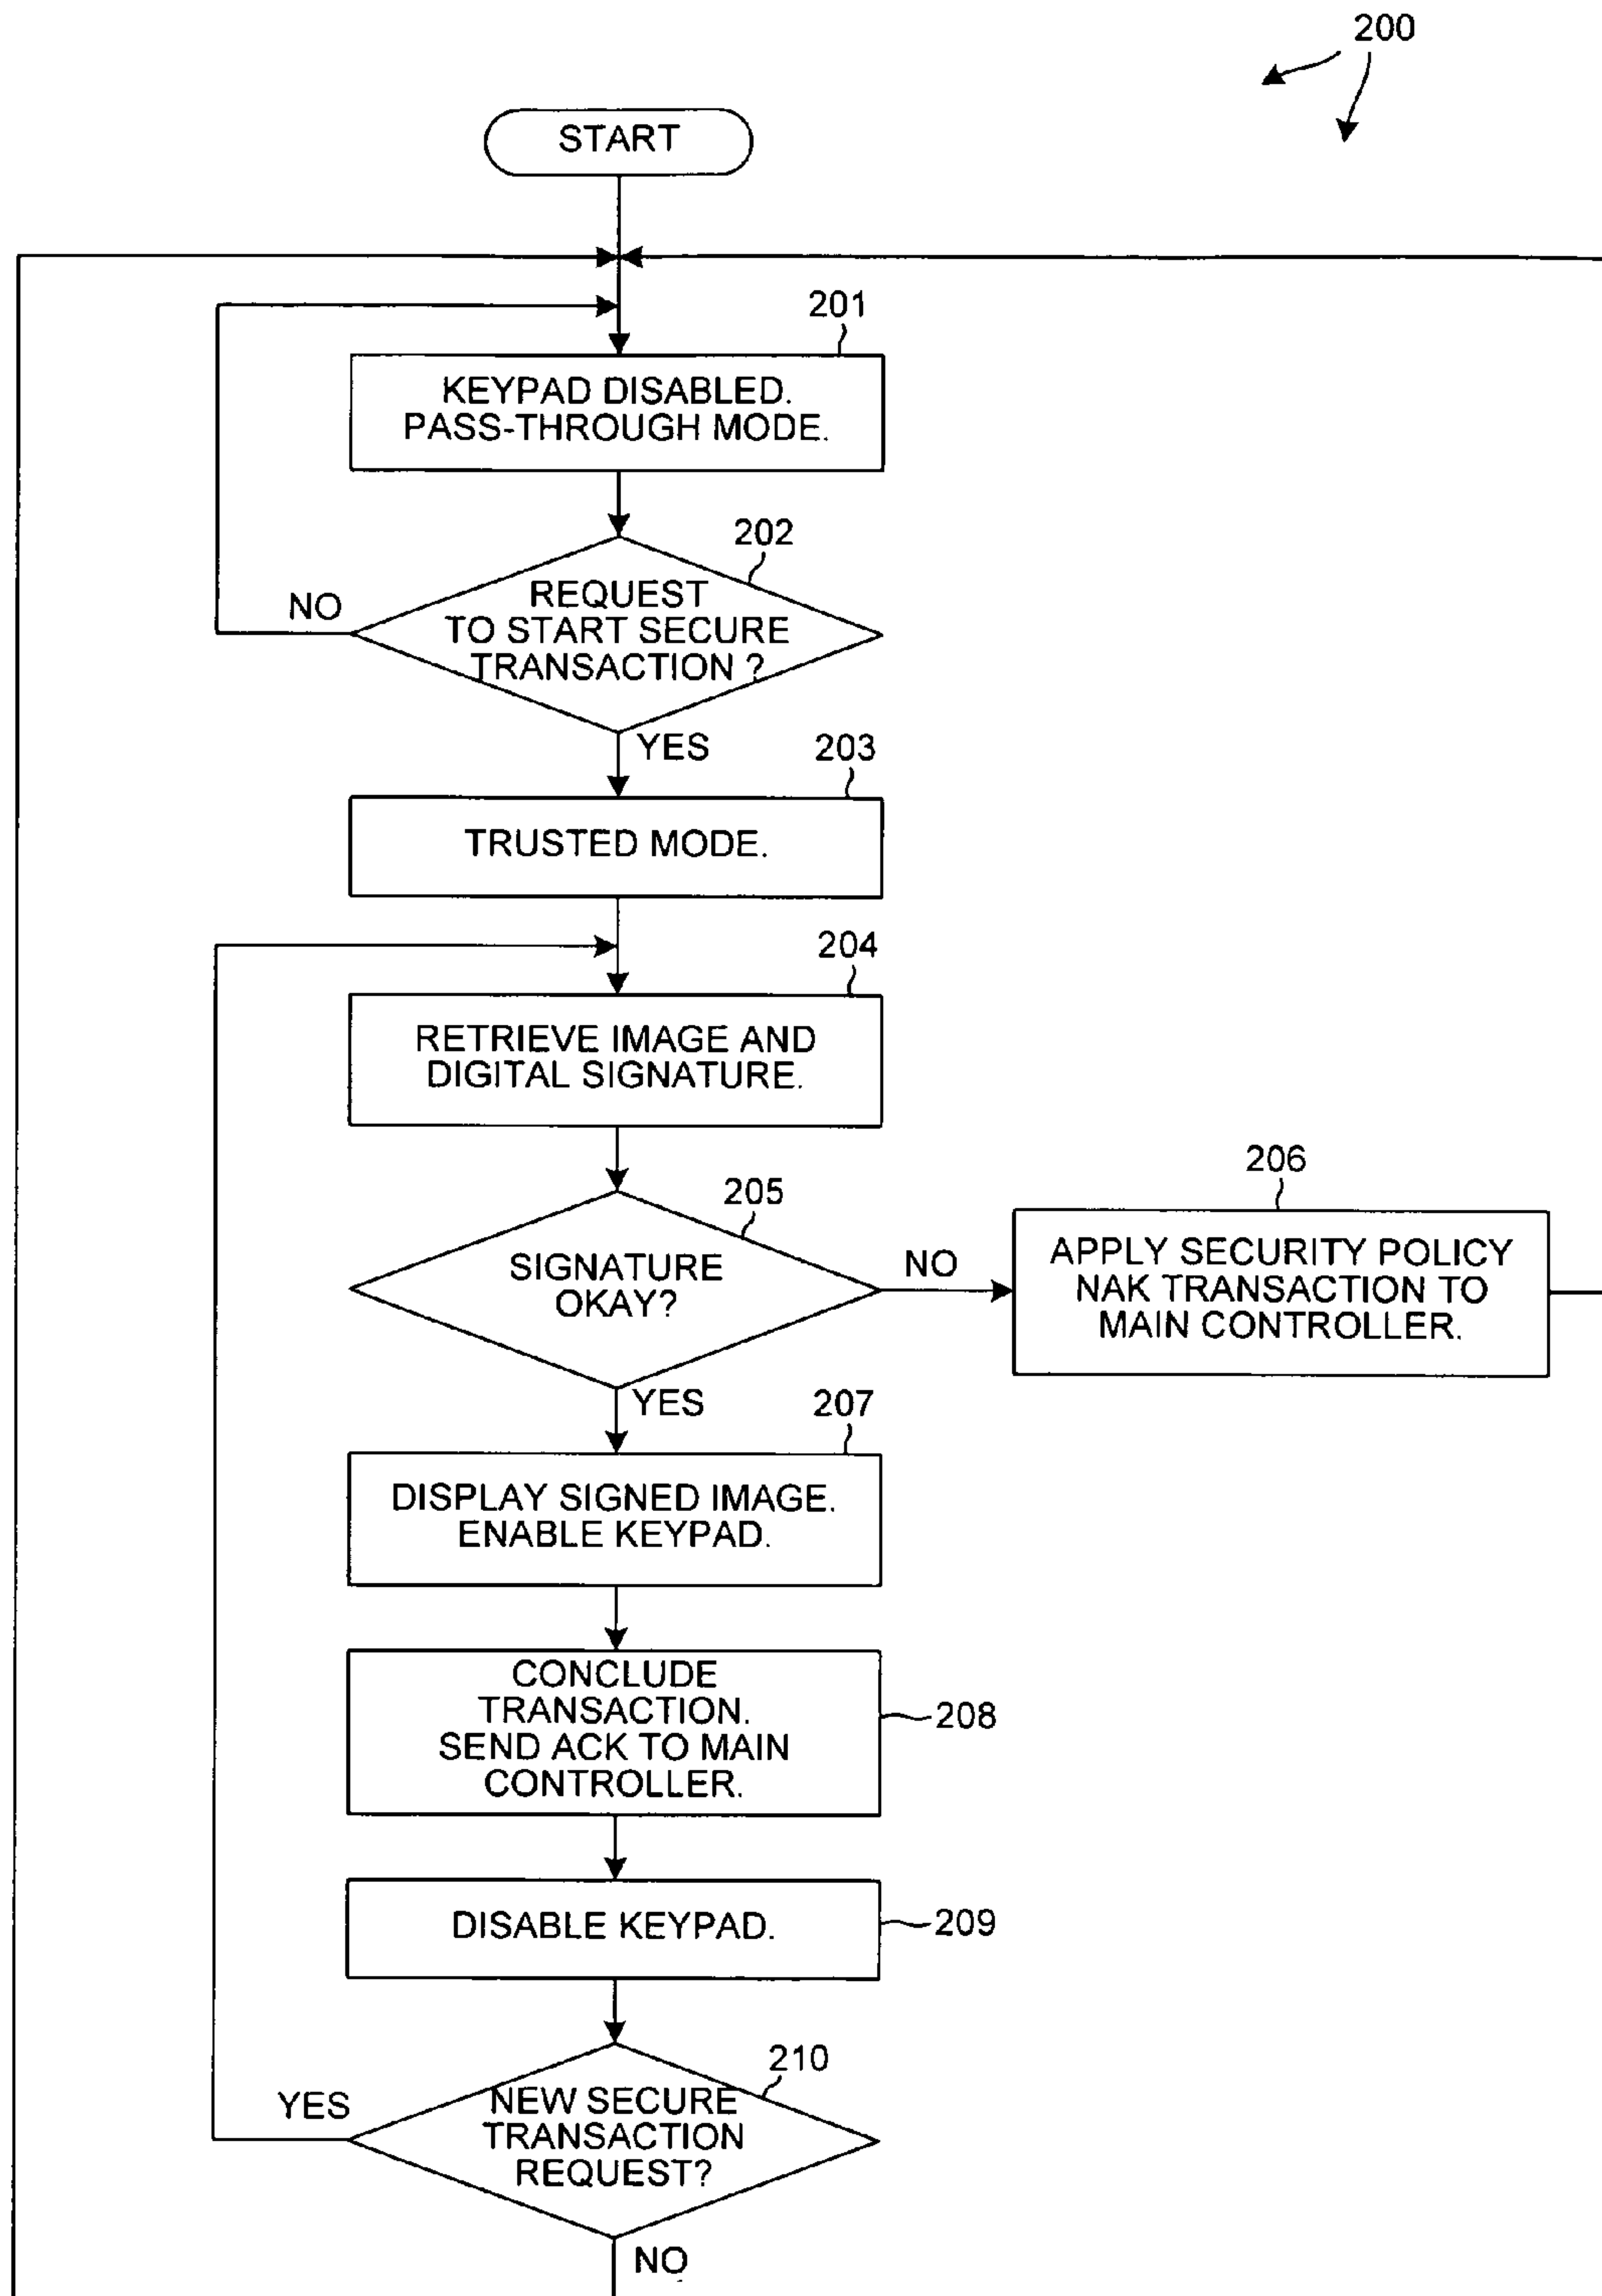 200
START
201
KEYPAD DISABLED.
PASS-THROUGH MODE.
202
REQUEST
TO START SECURE
TRANSACTION ?
NO
YES
203
TRUSTED MODE.
204
RETRIEVE IMAGE AND
DIGITAL SIGNATURE.
205
SIGNATURE
OKAY?
NO
206
APPLY SECURITY POLICY
NAK TRANSACTION TO
MAIN CONTROLLER.
YES
207
DISPLAY SIGNED IMAGE.
ENABLE KEYPAD.
CONCLUDE
TRANSACTION.
SEND ACK TO MAIN
CONTROLLER.
208
DISABLE KEYPAD.
209
210
NEW SECURE
TRANSACTION
REQUEST?
YES
NO